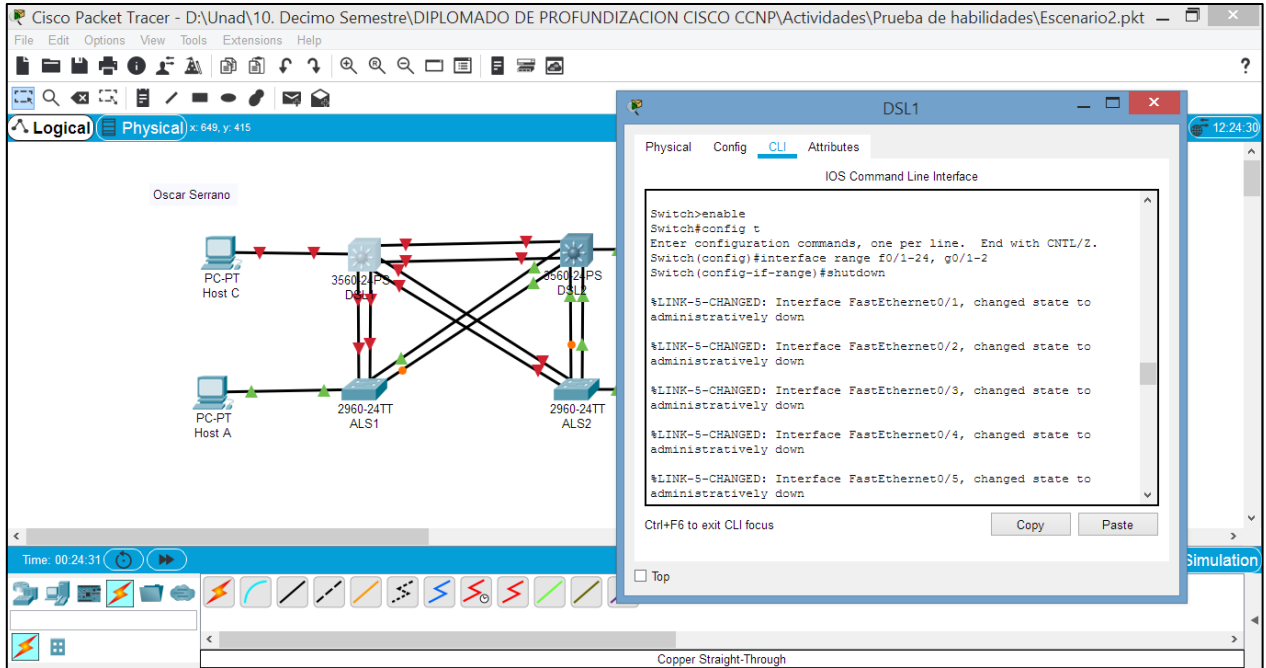 Cisco Packet Tracer - D:\Unad\10. Decimo Semestre\DIPLOMADO DE PROFUNDIZACION CISCO CCNP\Actividades\Prueba de habilidades\Escenario2.pkt
File Edit Options View Tools Extensions Help
?
Logical Physical x: 649, y: 415
12:24:30
Oscar Serrano
PC-PT
Host C
3560-24PS
DSL1
3560-24PS
DSL2
PC-PT
Host A
2960-24TT
ALS1
2960-24TT
ALS2
DSL1
Physical Config CLI Attributes
IOS Command Line Interface
Switch>enable
Switch#config t
Enter configuration commands, one per line. End with CNTL/Z.
Switch(config)#interface range f0/1-24, g0/1-2
Switch(config-if-range)#shutdown
%LINK-5-CHANGED: Interface FastEthernet0/1, changed state to
administratively down
%LINK-5-CHANGED: Interface FastEthernet0/2, changed state to
administratively down
%LINK-5-CHANGED: Interface FastEthernet0/3, changed state to
administratively down
%LINK-5-CHANGED: Interface FastEthernet0/4, changed state to
administratively down
%LINK-5-CHANGED: Interface FastEthernet0/5, changed state to
administratively down
Ctrl+F6 to exit CLI focus
Copy Paste
Top
Time: 00:24:31
Simulation
Copper Straight-Through